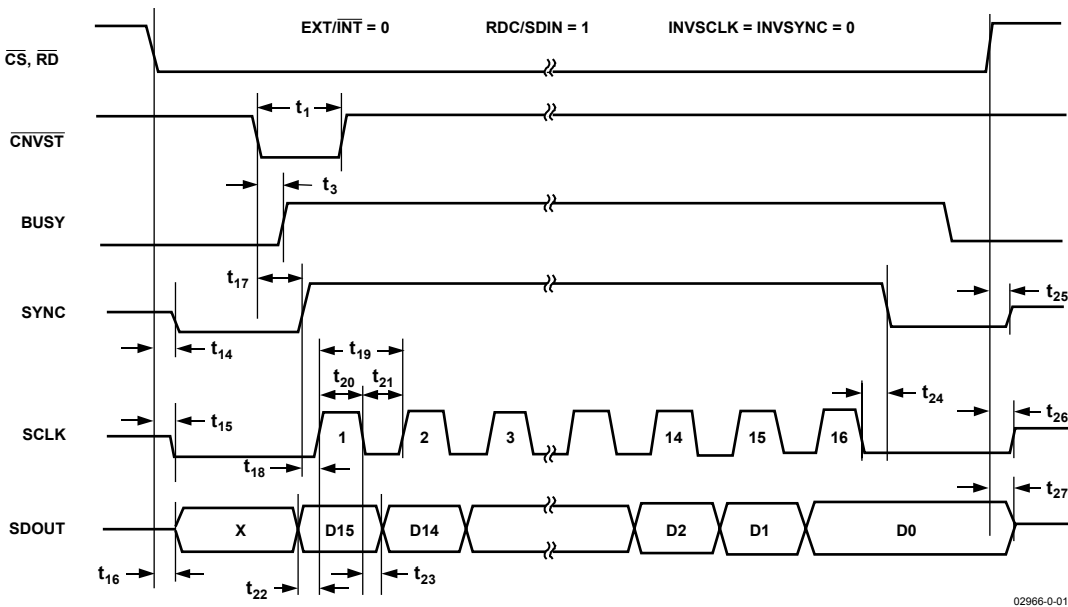 EXT/INT = 0 RDC/SDIN = 1 INVSCLK = INVSYNC = 0
CS, RD
t1
CNVST
t3
BUSY
t17
SYNC
t25
t14
t19
t20 t21
t24
t15
t26
SCLK
1 2 3 14 15 16
t18
t27
SDOUT
X D15 D14 D2 D1 D0
t16
t22
t23
02966-0-01